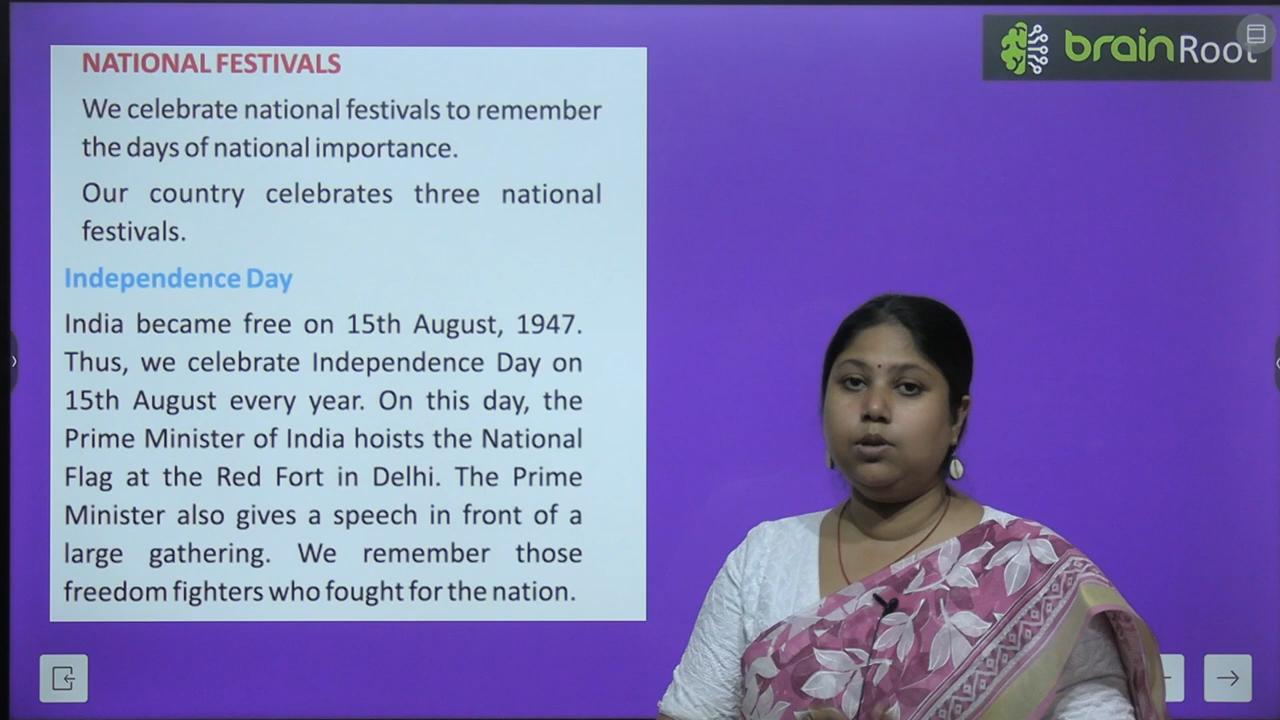 brainRoot
NATIONAL FESTIVALS
We celebrate national festivals to remember
the days of national importance.
Our country celebrates three national
festivals.
Independence Day
India became free on 15th August, 1947.
Thus, we celebrate Independence Day on
15th August every year. On this day, the
Prime Minister of India hoists the National
Flag at the Red Fort in Delhi. The Prime
Minister also gives a speech in front of a
large gathering. We remember those
freedom fighters who fought for the nation.